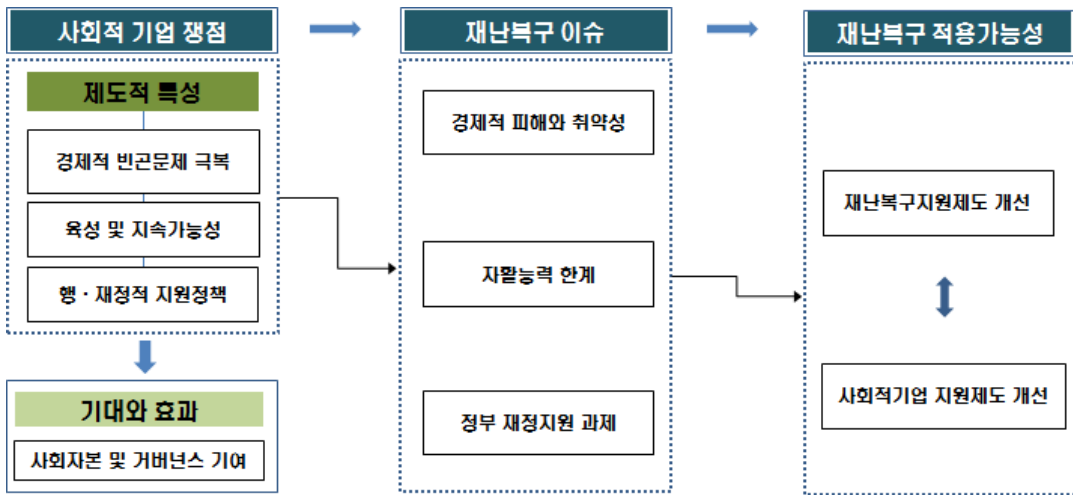 사회적 기업 쟁점
제도적 특성
경제적 빈곤문제 극복
육성 및 지속가능성
행·재정적 지원정책
기대와 효과
사회자본 및 거버넌스 기여
재난복구 이슈
경제적 피해와 취약성
자활능력 한계
정부 재정지원 과제
재난복구 적용가능성
재난복구지원제도 개선
사회적기업 지원제도 개선